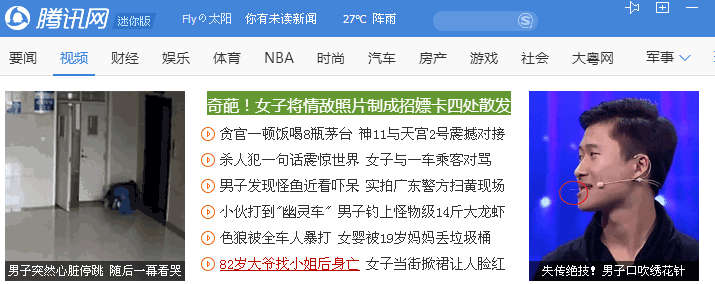 腾讯网 迷你版 Fly 太阳 你有未读新闻 27℃ 阵雨
要闻 视频 财经 娱乐 体育 NBA 时尚 汽车 房产 游戏 社会 大粤网 军事
奇葩！女子将情敌照片制成招嫖卡四处散发
贪官一顿饭喝8瓶茅台 神11与天宫2号震撼对接
杀人犯一句话震惊世界 女子与一车乘客对骂
男子发现怪鱼近看吓呆 实拍广东警方扫黄现场
小伙打到"幽灵车" 男子钓上怪物级14斤大龙虾
色狼被全车人暴打 女婴被19岁妈妈丢垃圾桶
82岁大爷找小姐后身亡 女子当街掀裙让人脸红
男子突然心脏停跳 随后一幕看哭
失传绝技！男子口吹绣花针